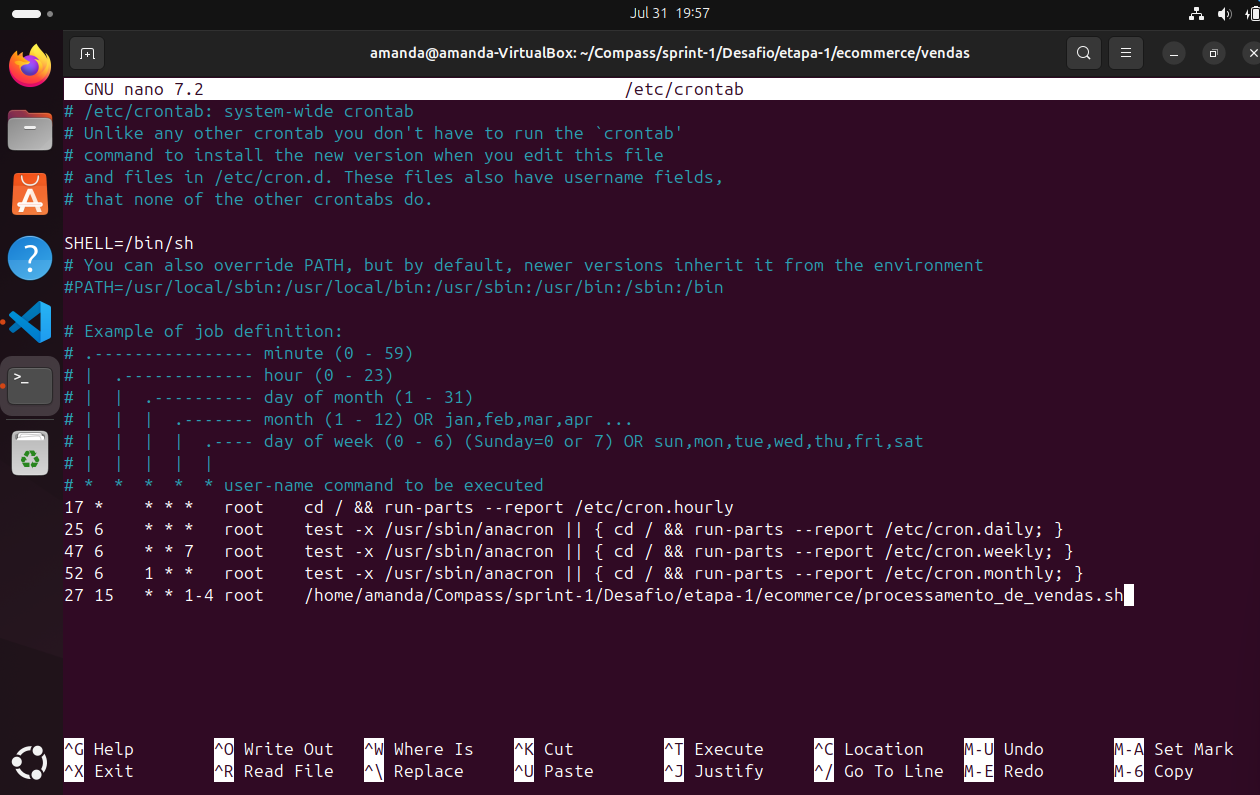 Jul 31 19:57
amanda@amanda-VirtualBox: ~/Compass/sprint-1/Desafio/etapa-1/ecommerce/vendas
GNU nano 7.2 /etc/crontab
# /etc/crontab: system-wide crontab
# Unlike any other crontab you don't have to run the `crontab'
# command to install the new version when you edit this file
# and files in /etc/cron.d. These files also have username fields,
# that none of the other crontabs do.

SHELL=/bin/sh
# You can also override PATH, but by default, newer versions inherit it from the environment
#PATH=/usr/local/sbin:/usr/local/bin:/usr/sbin:/usr/bin:/sbin:/bin

# Example of job definition:
# .---------------- minute (0 - 59)
# |  .------------- hour (0 - 23)
# |  |  .---------- day of month (1 - 31)
# |  |  |  .------- month (1 - 12) OR jan,feb,mar,apr ...
# |  |  |  |  .---- day of week (0 - 6) (Sunday=0 or 7) OR sun,mon,tue,wed,thu,fri,sat
# |  |  |  |  |
# *  *  *  *  * user-name command to be executed
17 *    * * *   root    cd / && run-parts --report /etc/cron.hourly
25 6    * * *   root    test -x /usr/sbin/anacron || { cd / && run-parts --report /etc/cron.daily; }
47 6    * * 7   root    test -x /usr/sbin/anacron || { cd / && run-parts --report /etc/cron.weekly; }
52 6    1 * *   root    test -x /usr/sbin/anacron || { cd / && run-parts --report /etc/cron.monthly; }
27 15   * * 1-4 root    /home/amanda/Compass/sprint-1/Desafio/etapa-1/ecommerce/processamento_de_vendas.sh
^G Help ^O Write Out ^W Where Is ^K Cut ^T Execute ^C Location M-U Undo M-A Set Mark
^X Exit ^R Read File ^\ Replace ^U Paste ^J Justify ^/ Go To Line M-E Redo M-6 Copy